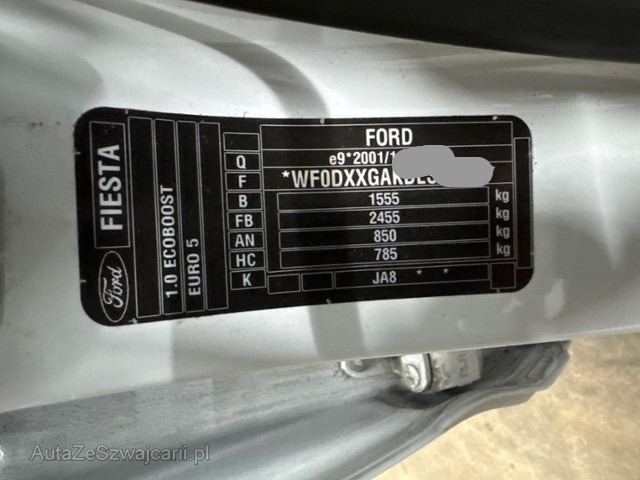 FORD
Q e9*2001/1
F *WF0DXXGAK
B 1555 kg
FB 2455 kg
AN 850 kg
HC 785 kg
K JA8 * *
FIESTA
1.0 ECOBOOST
EURO 5
Ford
AutaZeSzwajcarii.pl